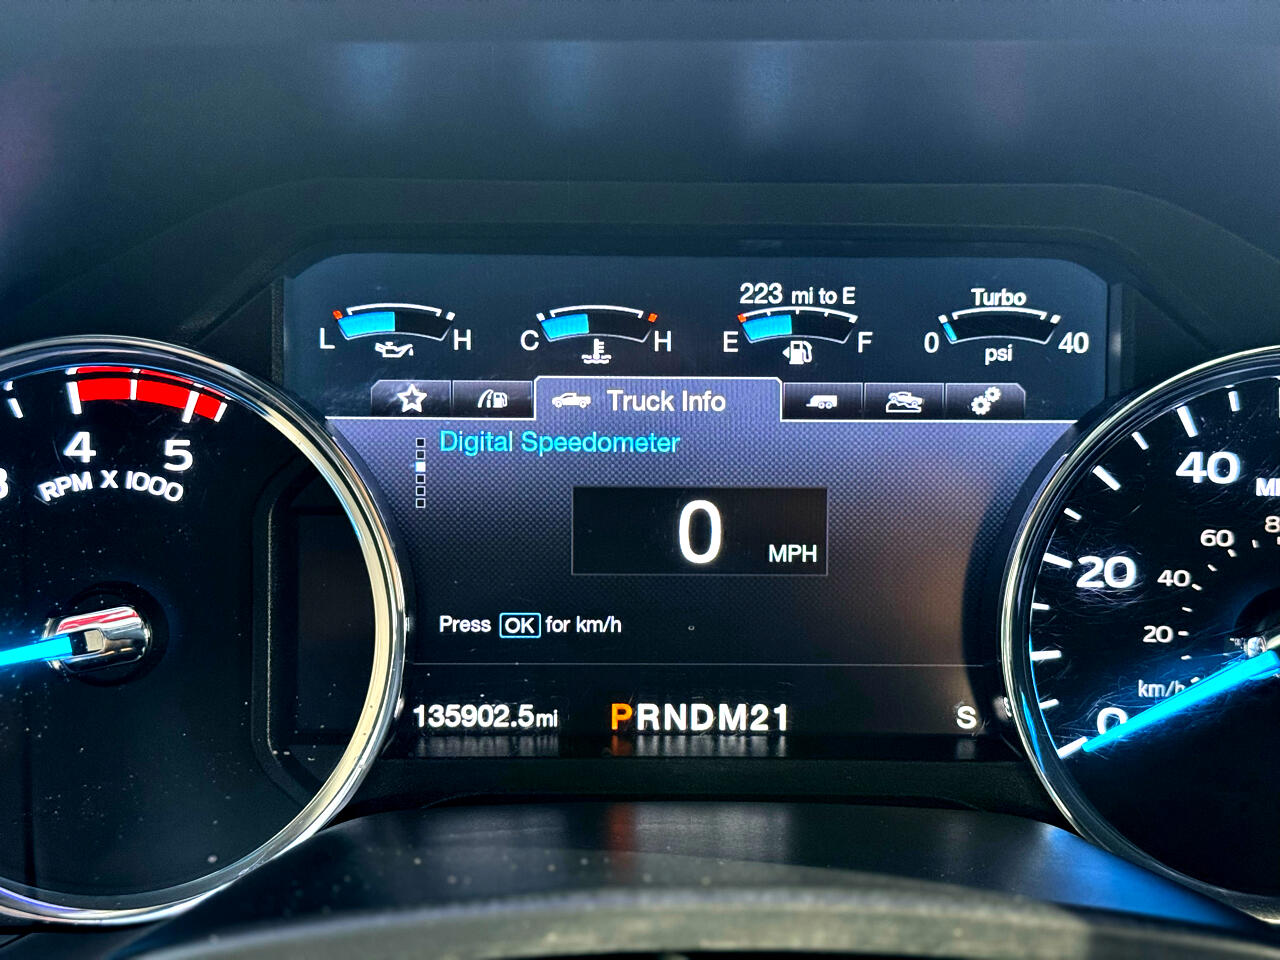 223 mi to E
Turbo
L H
C H
E F
0 40
psi
Truck Info
Digital Speedometer
0
MPH
Press OK for km/h
135902.5mi
PRNDM21
S
4
5
RPM X 1000
40
20
0
60
40
20
km/h